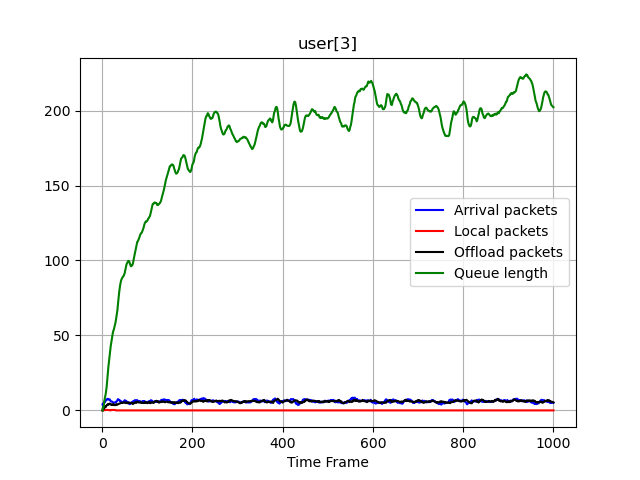 user[3]
200
150
100
50
0
Arrival packets
Local packets
Offload packets
Queue length
0 200 400 600 800 1000
Time Frame